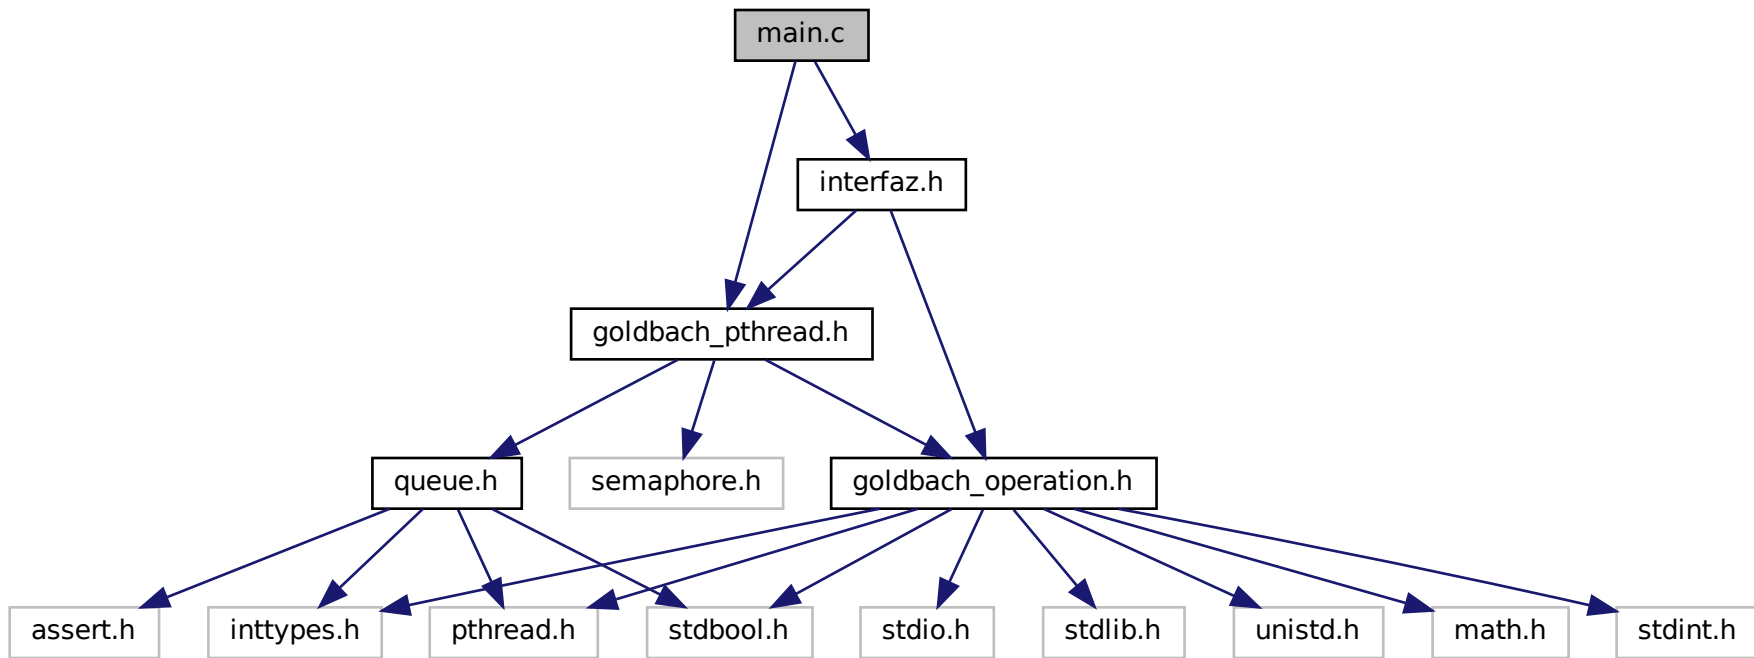 main.c
interfaz.h
goldbach_pthread.h
queue.h
semaphore.h
goldbach_operation.h
assert.h
inttypes.h
pthread.h
stdbool.h
stdio.h
stdlib.h
unistd.h
math.h
stdint.h